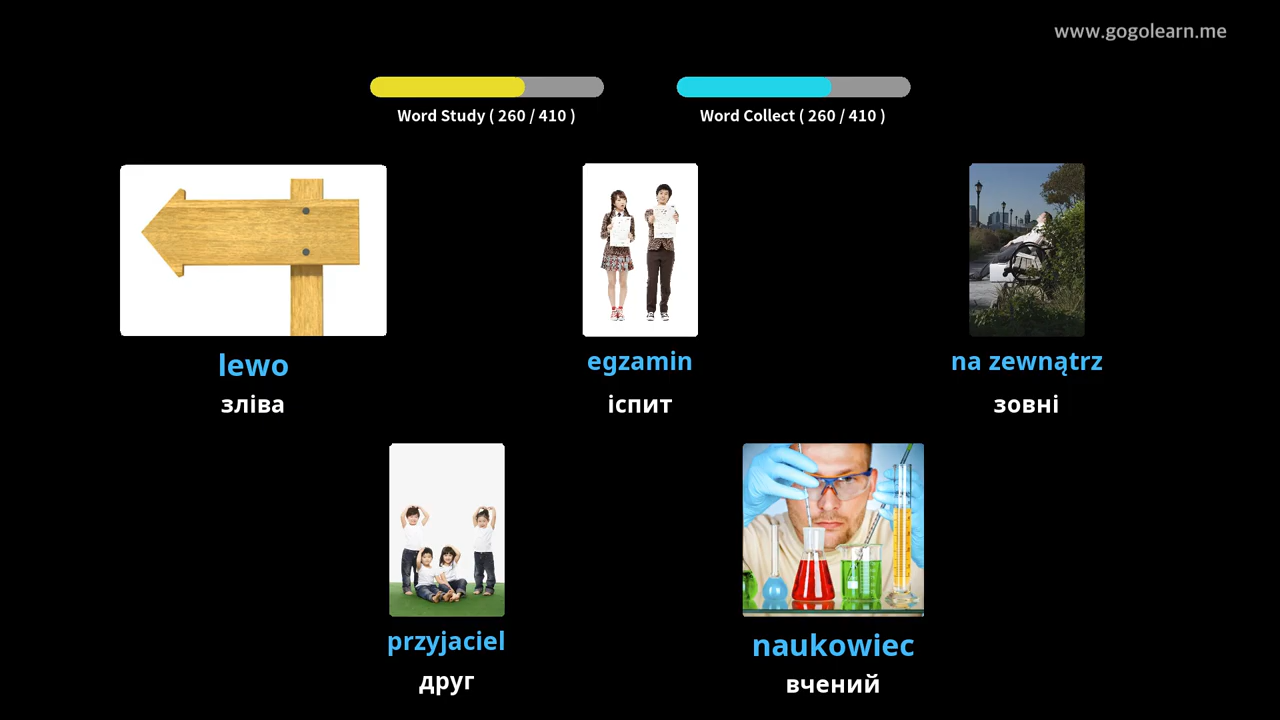 www.gogolearn.me
Word Study ( 260 / 410 )
Word Collect ( 260 / 410 )
lewo
зліва
egzamin
іспит
na zewnątrz
зовні
przyjaciel
друг
naukowiec
вчений